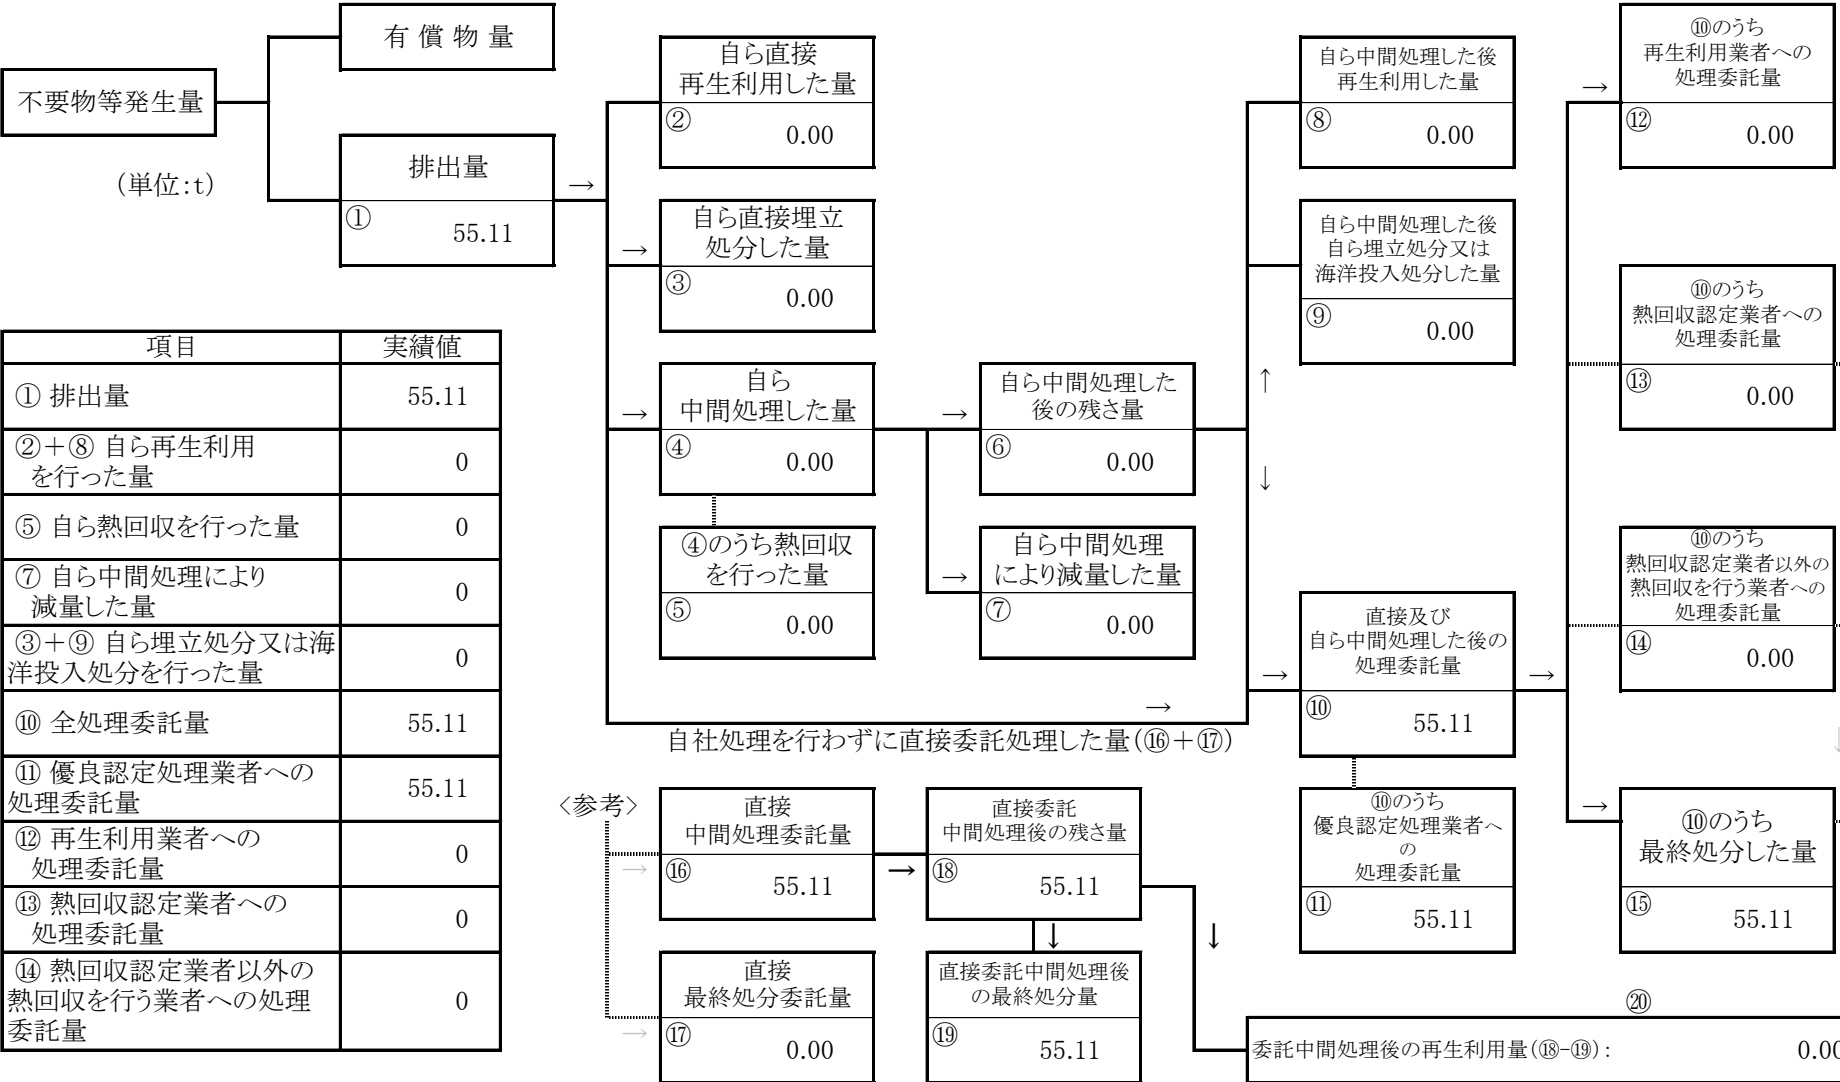 有 償 物 量
不要物等発生量
(単位:t)
排出量
①
55.11
→
自ら直接
再生利用した量
②
0.00
→
自ら直接埋立
処分した量
③
0.00
→
自ら
中間処理した量
④
0.00
④のうち熱回収
を行った量
⑤
0.00
→
自ら中間処理した
後の残さ量
⑥
0.00
→
自ら中間処理
により減量した量
⑦
0.00
自ら中間処理した後
再生利用した量
⑧
0.00
自ら中間処理した後
自ら埋立処分又は
海洋投入処分した量
⑨
0.00
↑
↓
→
自社処理を行わずに直接委託処理した量(⑯+⑰)
→
直接及び
自ら中間処理した後の
処理委託量
⑩
55.11
⑩のうち
優良認定処理業者へ
の
処理委託量
⑪
55.11
→
→
⑩のうち
再生利用業者への
処理委託量
⑫
0.00
⑩のうち
熱回収認定業者への
処理委託量
⑬
0.00
⑩のうち
熱回収認定業者以外の
熱回収を行う業者への
処理委託量
⑭
0.00
↓
→
⑩のうち
最終処分した量
⑮
55.11
項目 実績値
① 排出量 55.11
②+⑧ 自ら再生利用
を行った量 0
⑤ 自ら熱回収を行った量 0
⑦ 自ら中間処理により
減量した量 0
③+⑨ 自ら埋立処分又は海
洋投入処分を行った量 0
⑩ 全処理委託量 55.11
⑪ 優良認定処理業者への
処理委託量 55.11
⑫ 再生利用業者への
処理委託量 0
⑬ 熱回収認定業者への
処理委託量 0
⑭ 熱回収認定業者以外の
熱回収を行う業者への処理
委託量 0
<参考>
→
直接
中間処理委託量
⑯
55.11
→
直接委託
中間処理後の残さ量
⑱
55.11
↓
↓
→
直接
最終処分委託量
⑰
0.00
直接委託中間処理後
の最終処分量
⑲
55.11
⑳
委託中間処理後の再生利用量(⑱-⑲): 0.00